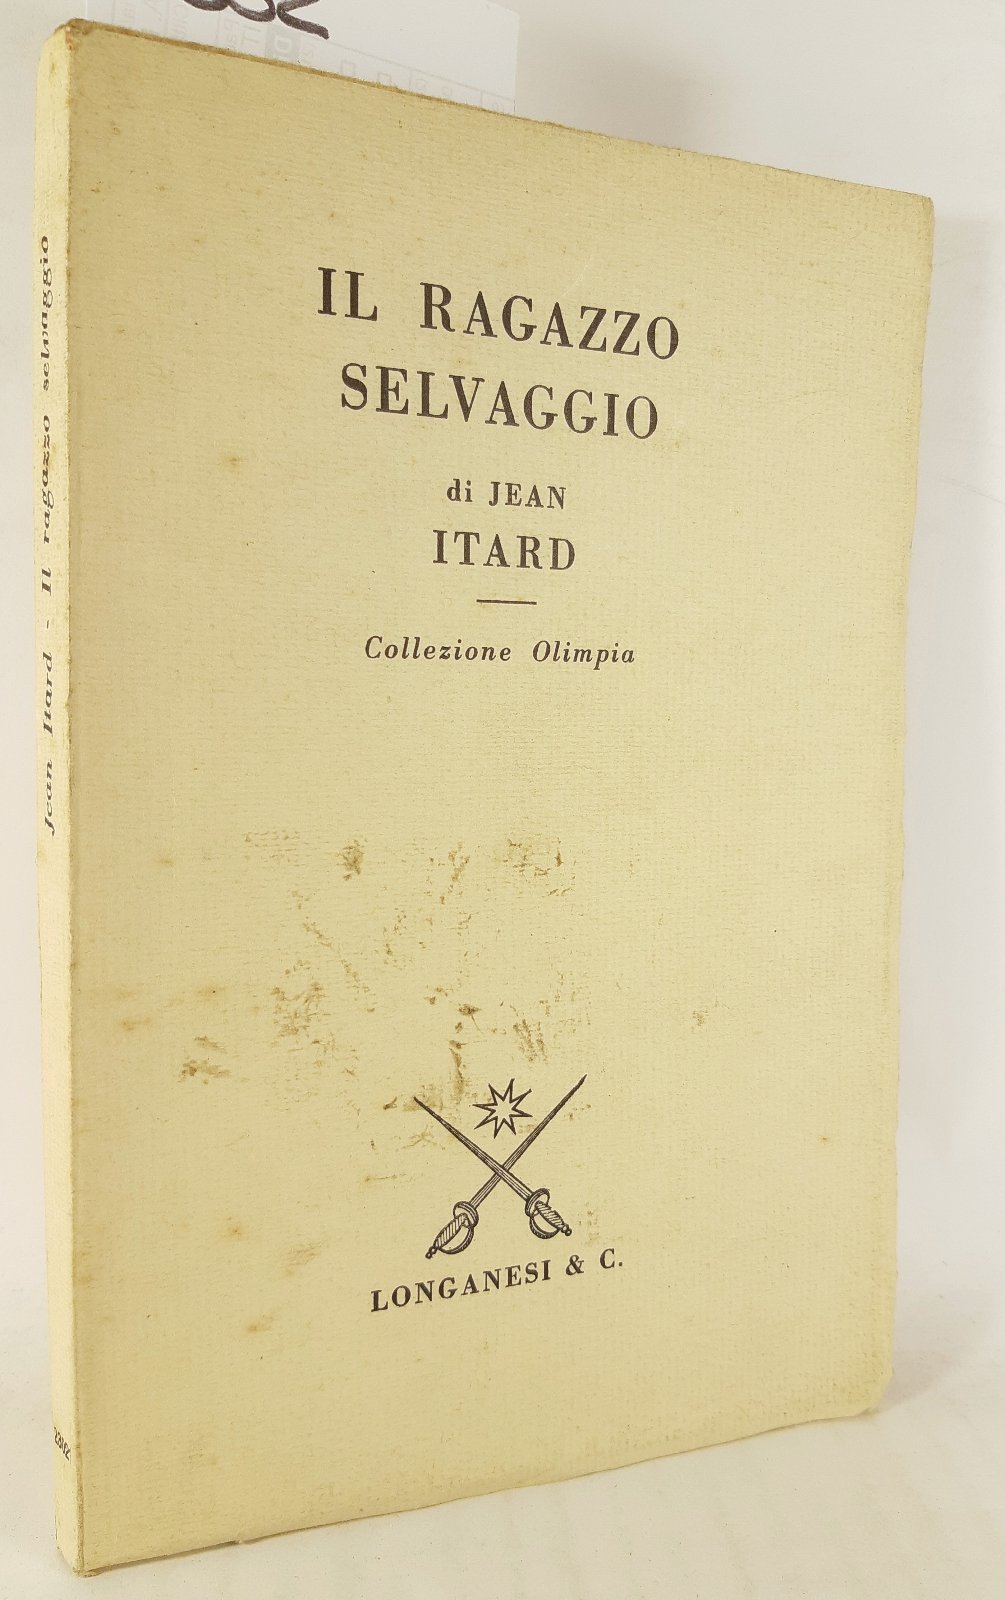 IL RAGAZZO
SELVAGGIO
di JEAN
ITARD
Collezione Olimpia
LONGANESI & C.
Jean Itard - Il ragazzo selvaggio